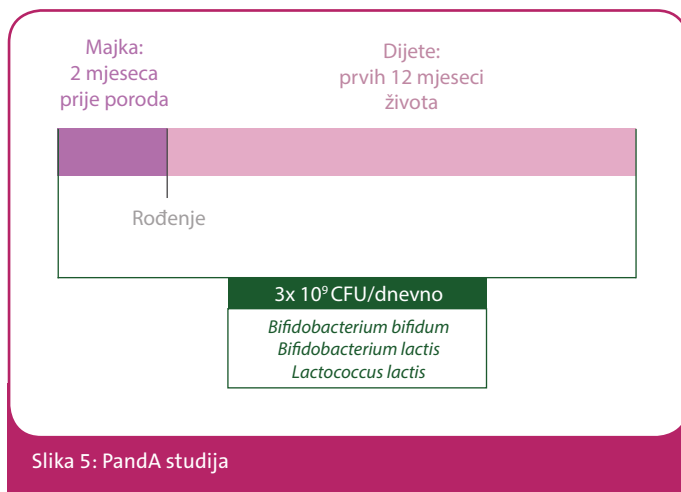 Majka:
2 mjeseca
prije poroda
Dijete:
prvih 12 mjeseci
života
Rođenje
3x 10⁹ CFU/dnevno
Bifidobacterium bifidum
Bifidobacterium lactis
Lactococcus lactis
Slika 5: PandA studija